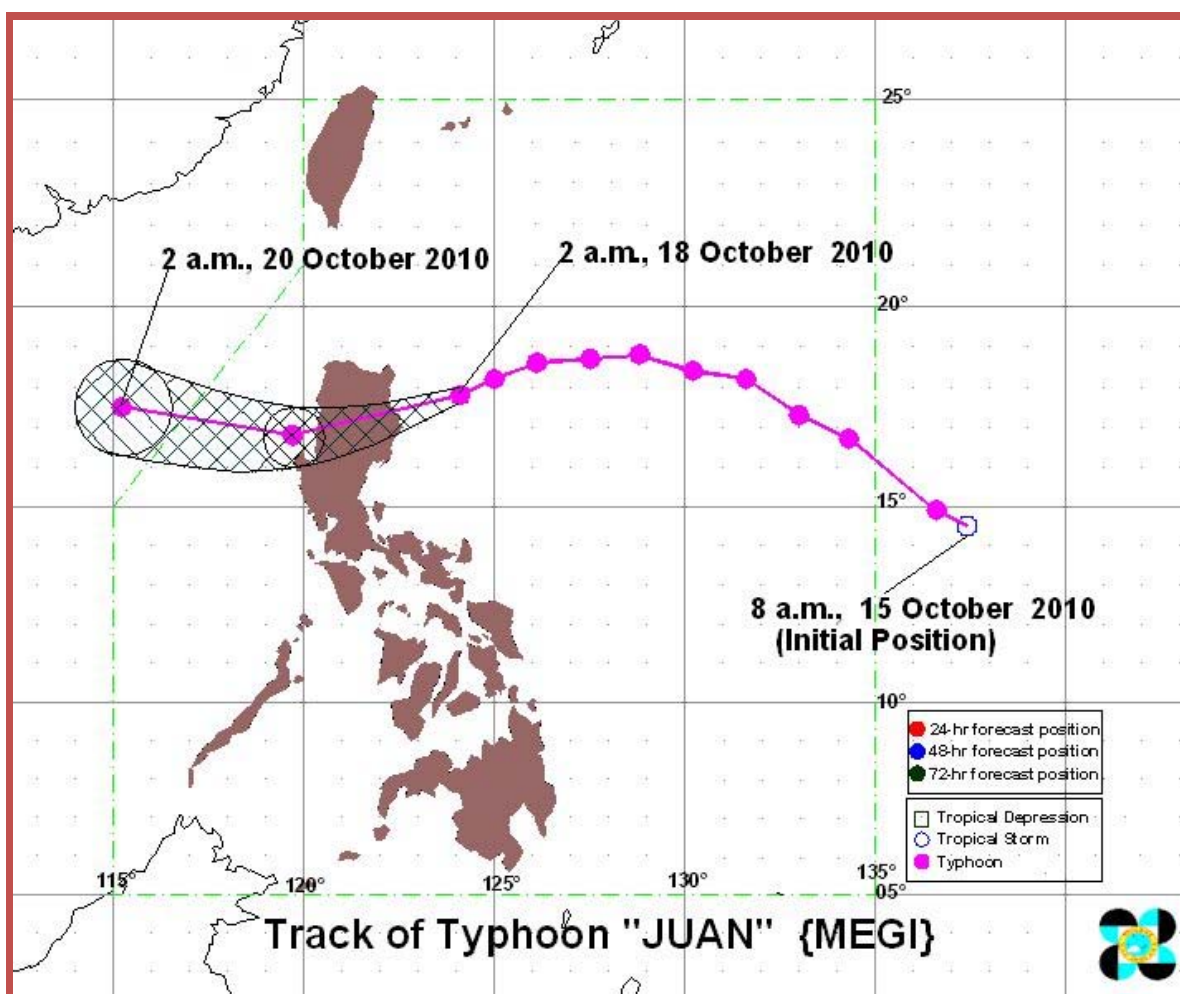 25°
2 a.m., 20 October 2010
2 a.m., 18 October 2010
20°
15°
8 a.m., 15 October 2010
(Initial Position)
10°
24-hr forecast position
48-hr forecast position
72-hr forecast position
Tropical Depression
Tropical Storm
Typhoon
115°
120°
125°
130°
135°
05°
Track of Typhoon "JUAN" {MEGI}